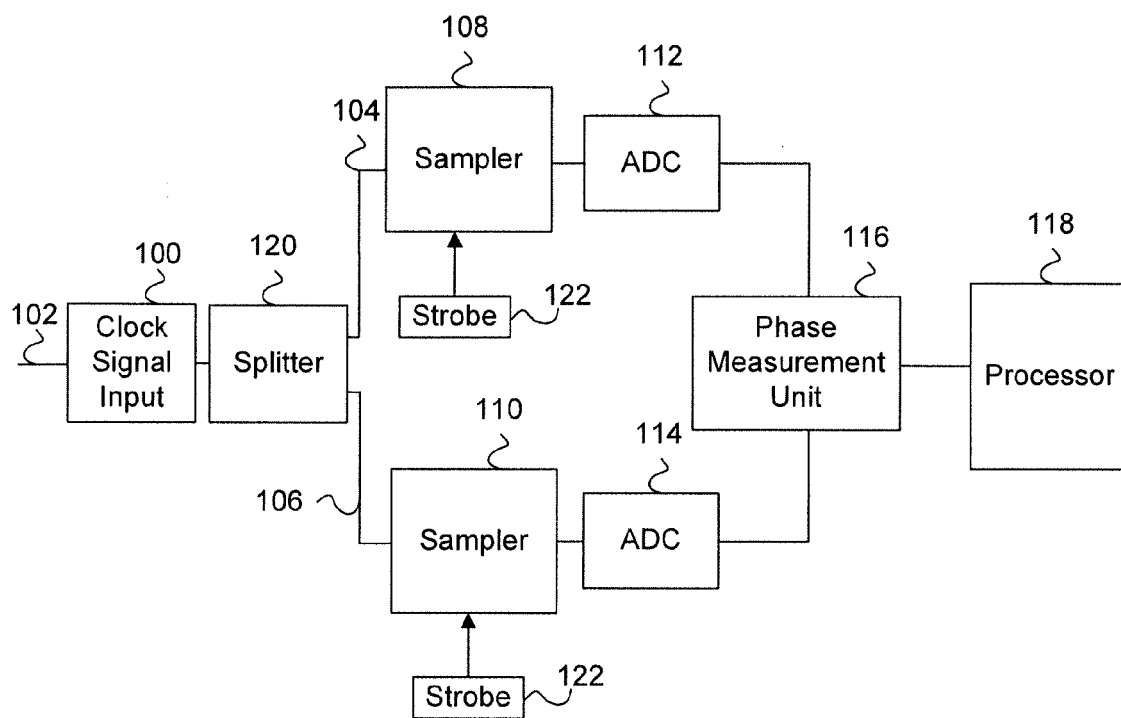 108
112
104
Sampler
ADC
116
118
100
120
102
Clock
Signal
Input
Splitter
Strobe
122
Phase
Measurement
Unit
Processor
110
114
106
Sampler
ADC
Strobe
122